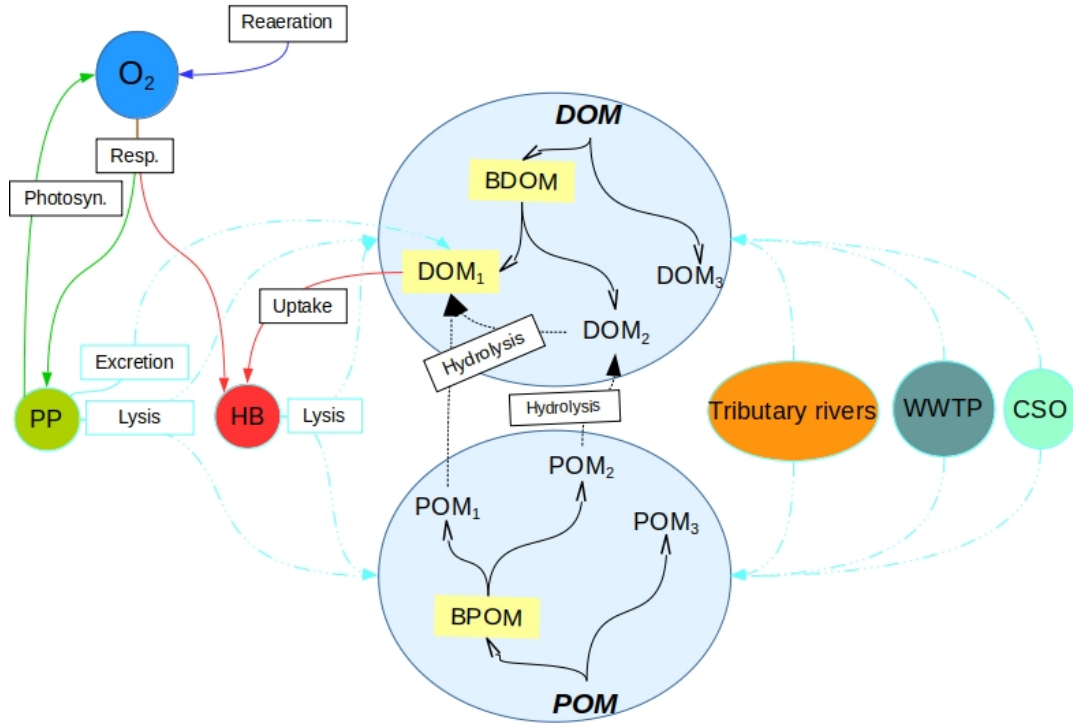 Reaeration
O₂
Resp.
Photosyn.
DOM
BDOM
DOM₁
DOM₃
DOM₂
Uptake
Hydrolysis
Excretion
PP
Lysis
HB
Lysis
Hydrolysis
Tributary rivers
WWTP
CSO
POM₂
POM₁
POM₃
BPOM
POM